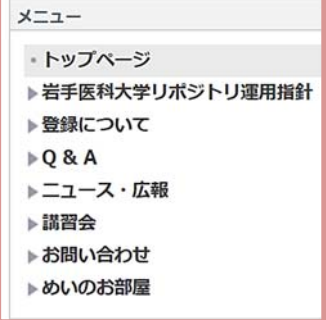 メニュー
トップページ
岩手医科大学リポジトリ運用指針
登録について
Q & A
ニュース・広報
講習会
お問い合わせ
めいのお部屋